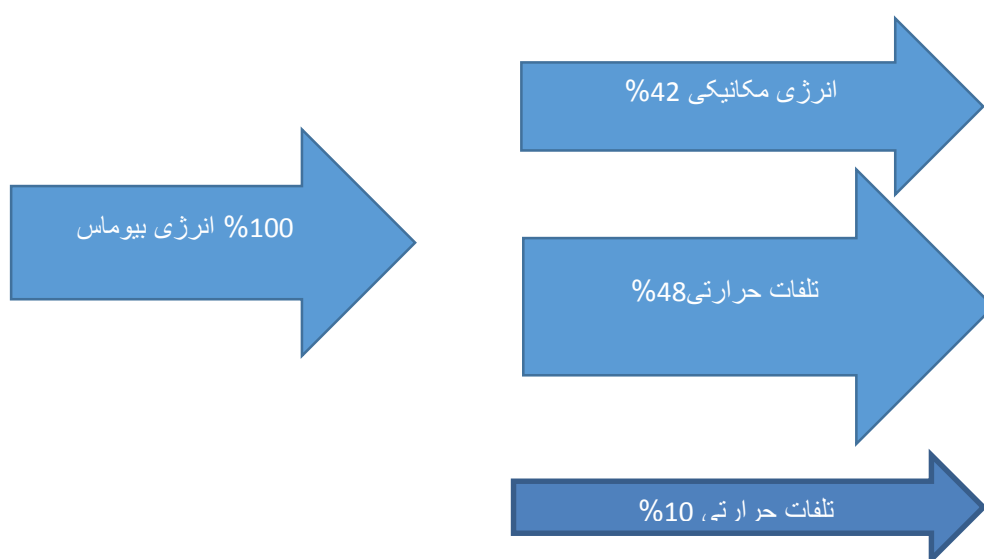 انرژی مکانیکی 42%
100% انرژی بیوماس
تلفات حرارتی48%
تلفات حرارتی 10%